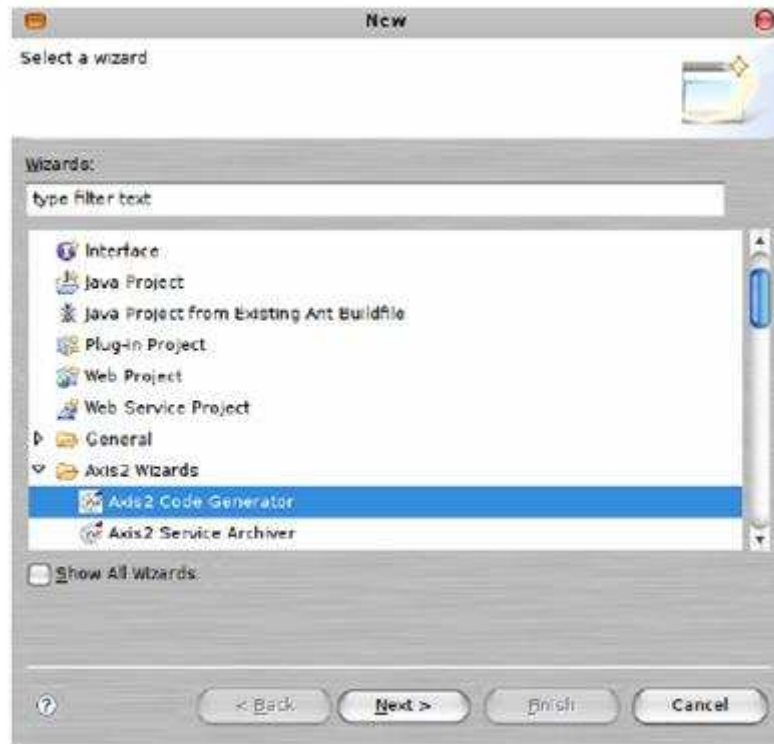 New
Select a wizard
Wizards:
type filter text
Interface
Java Project
Java Project from Existing Ant Buildfile
Plug-in Project
Web Project
Web Service Project
General
Axis2 Wizards
Axis2 Code Generator
Axis2 Service Archiver
Show All Wizards.
< Back
Next >
Finish
Cancel